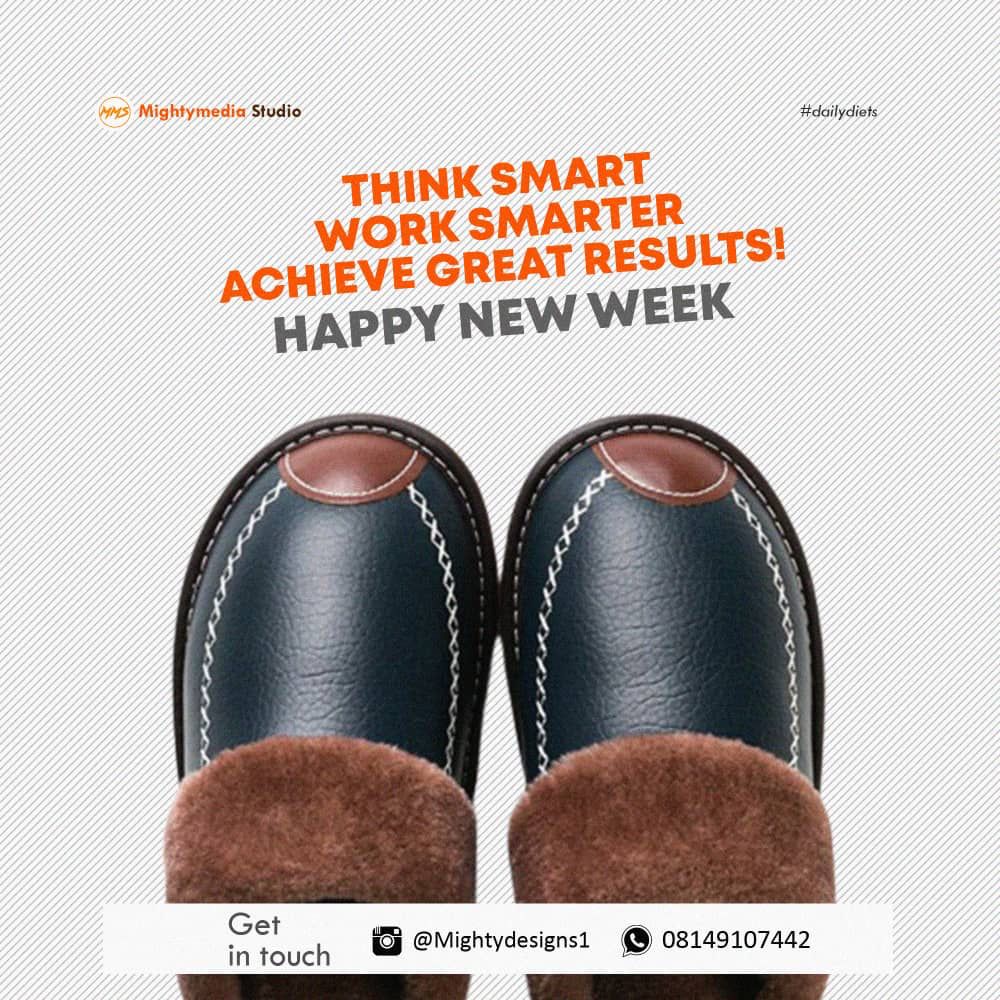 MMS Mightymedia Studio
#dailydiets
THINK SMART
WORK SMARTER
ACHIEVE GREAT RESULTS!
HAPPY NEW WEEK
Get
in touch
@Mightydesigns1
08149107442